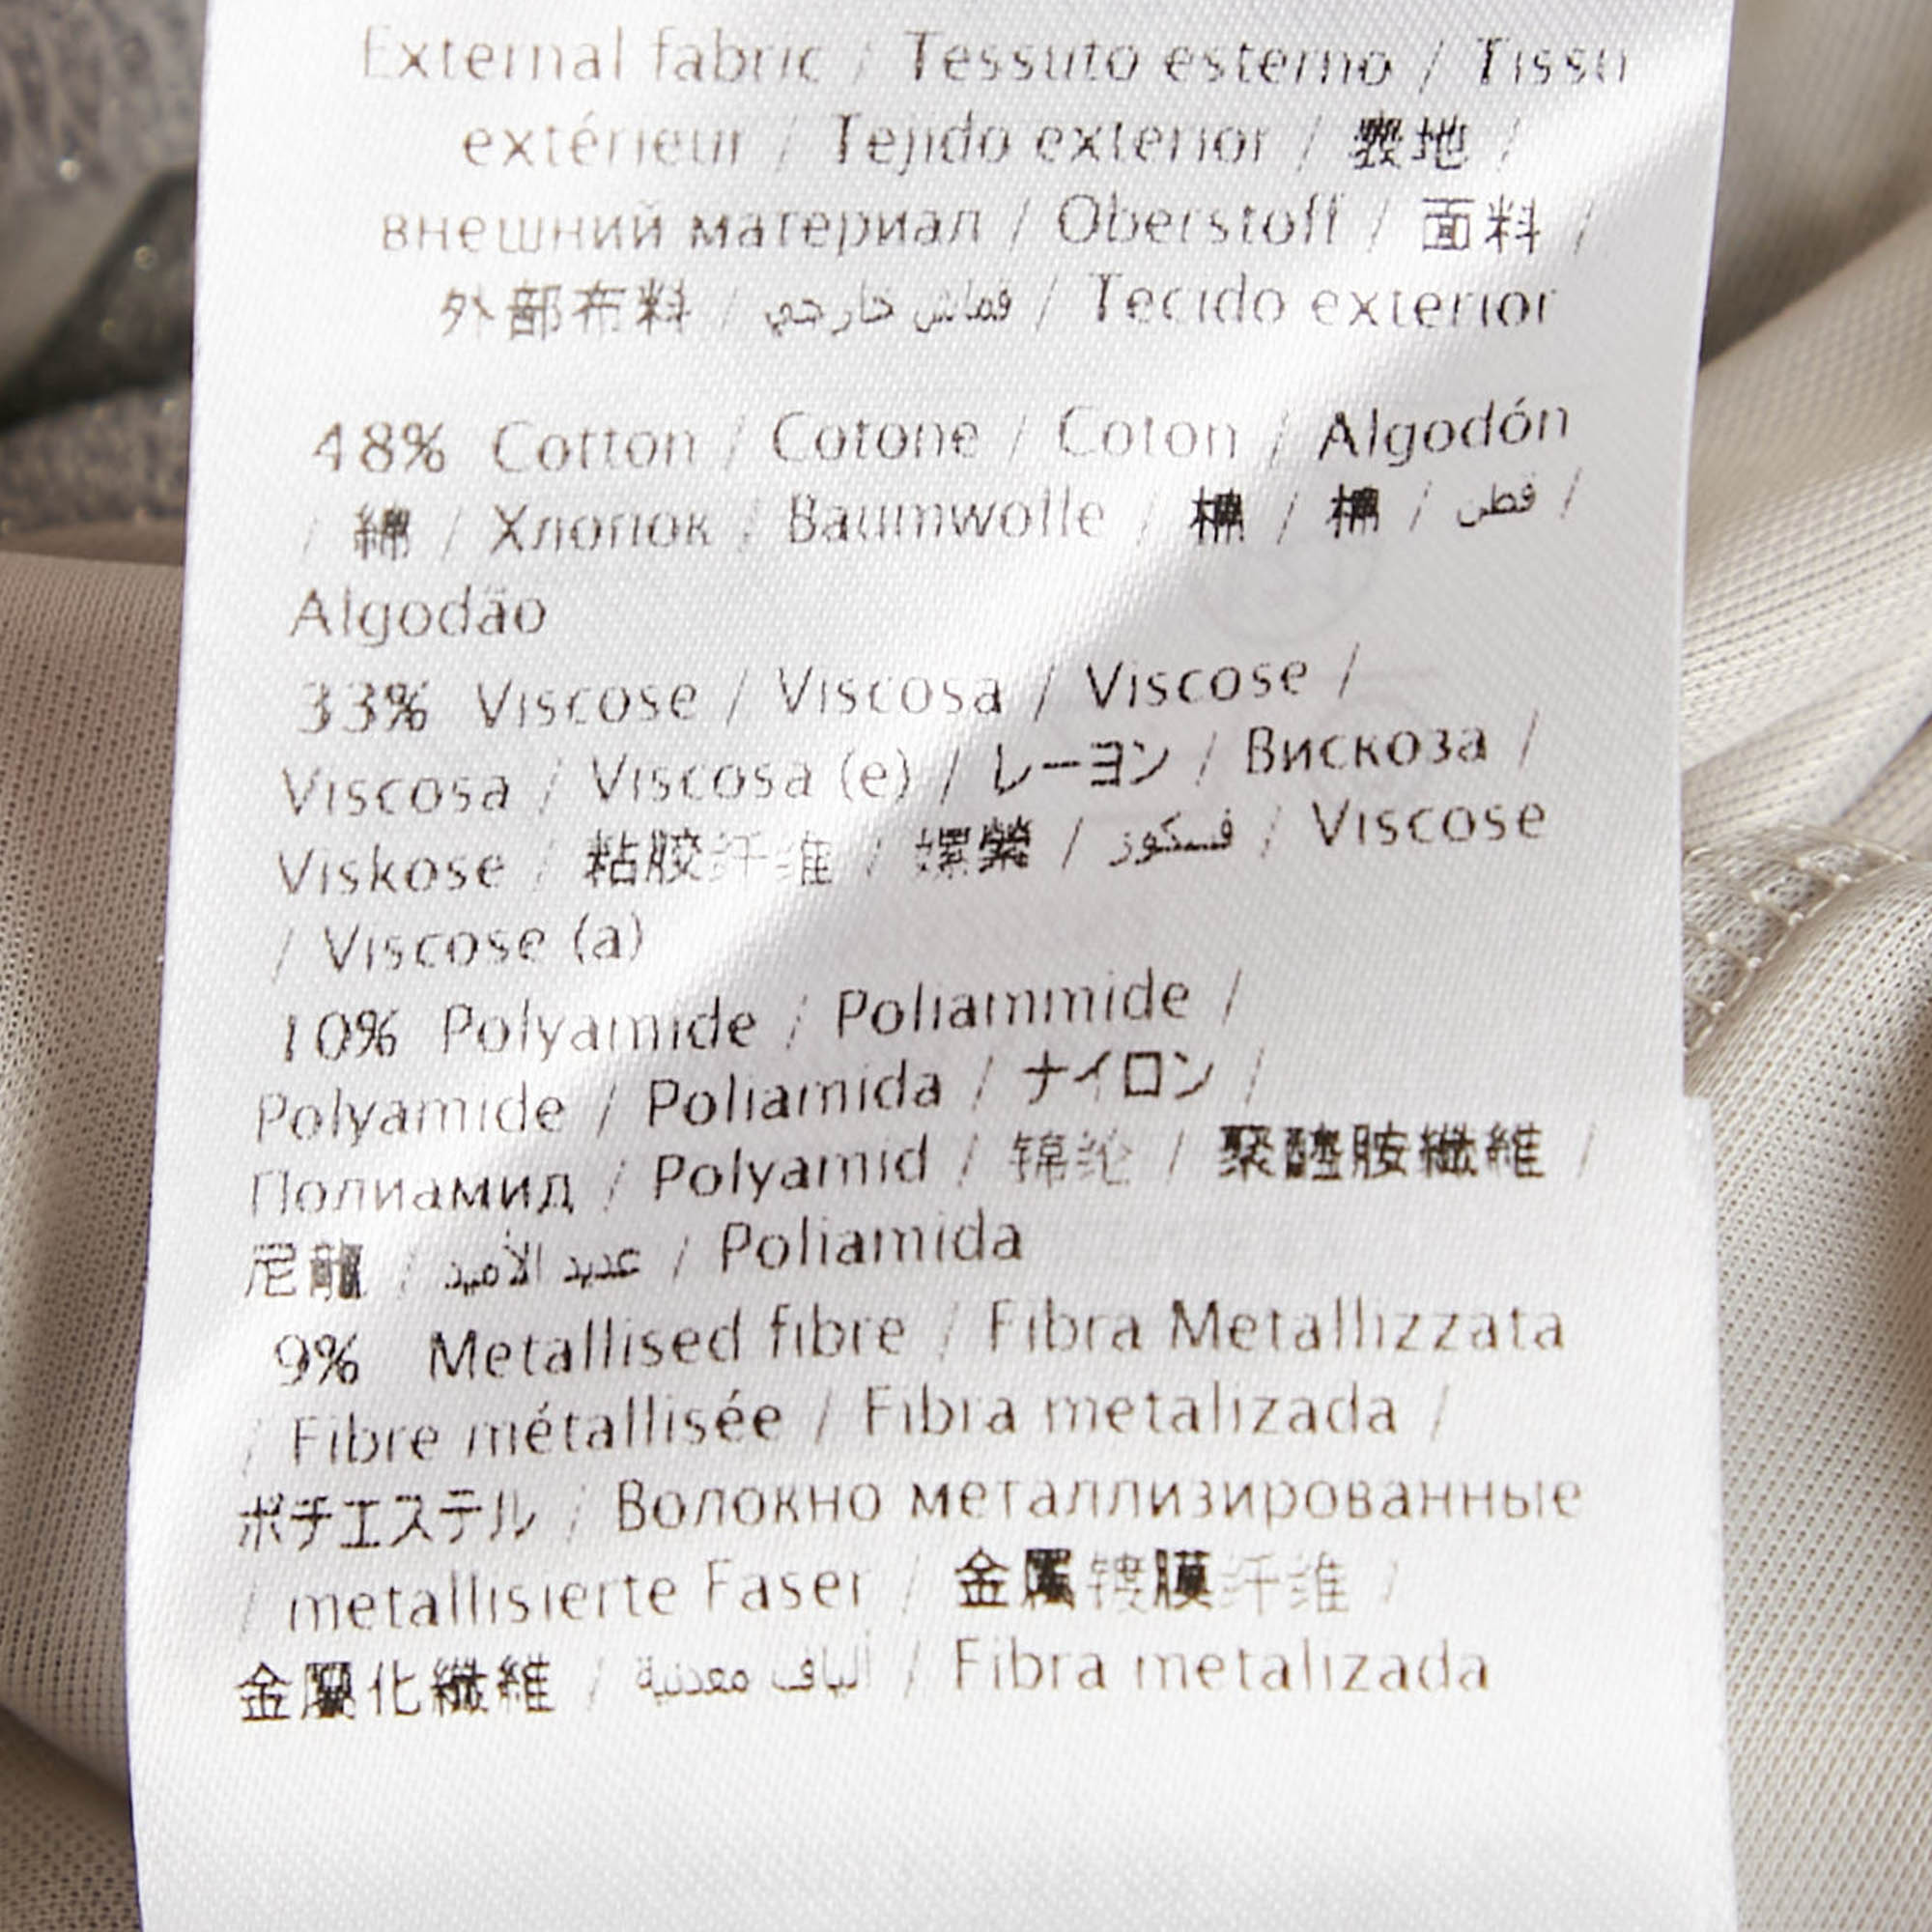 External fabric / Tessuto esterno / Tissu
extérieur / Tejido exterior / 表地 /
внешний материал / Oberstoff / 面料 /
外部布料 / قماش خارجي / Tecido exterior
48% Cotton / Cotone / Coton / Algodón
/ 綿 / Хлопок / Baumwolle / 棉 / 棉 / قطن /
Algodão
33% Viscose / Viscosa / Viscose /
Viscosa / Viscosa (e) / レーヨン / Вискоза /
Viskose / 粘胶纤维 / 嫘縈 / فسكوز / Viscose
/ Viscose (a)
10% Polyamide / Poliammide /
Polyamide / Poliamida / ナイロン /
Полиамид / Polyamid / 锦纶 / 聚醯胺纖維 /
尼龍 / عديد الأميد / Poliamida
9% Metallised fibre / Fibra Metallizzata
/ Fibre métallisée / Fibra metalizada /
ポチエステル / Волокно металлизированные
/ metallisierte Faser / 金属镀膜纤维 /
金屬化纖維 / ألياف معدنية / Fibra metalizada